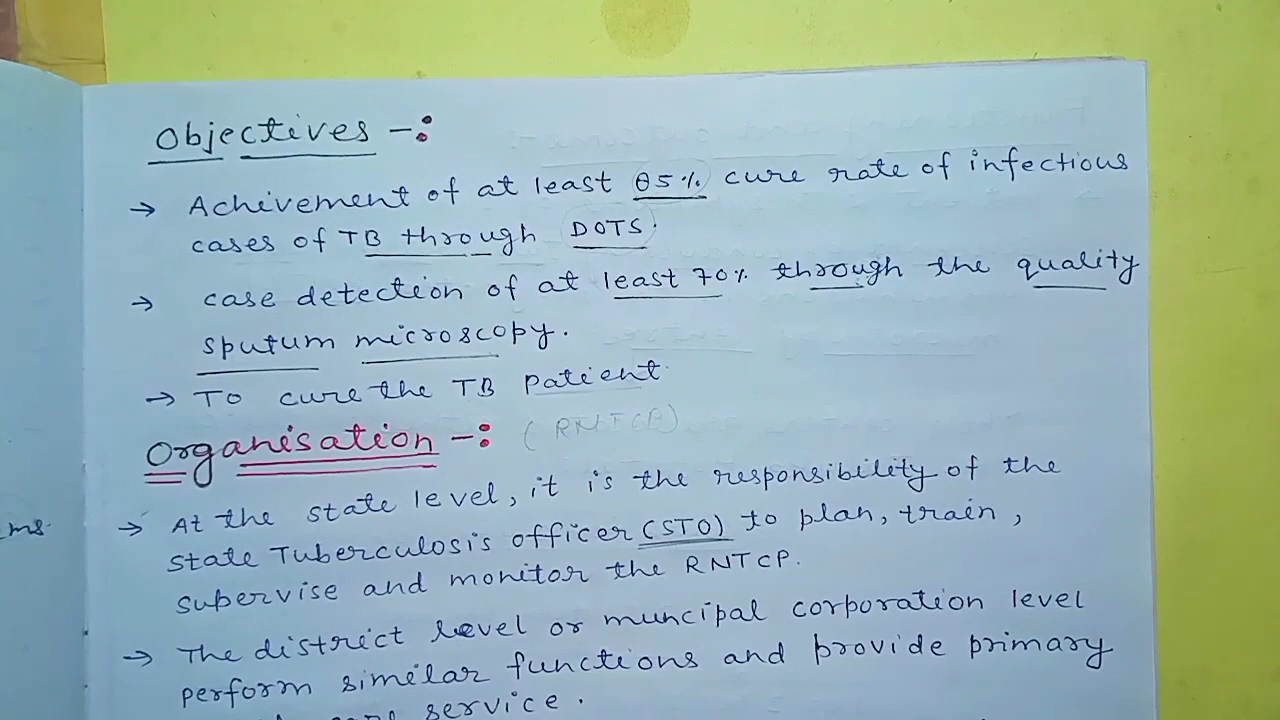 Objectives -:
→ Achivement of at least 85% cure rate of infectious
cases of TB through DOTS.
→ case detection of at least 70% through the quality
sputum microscopy.
→ To cure the TB patient.
Organisation -: (RNTCP)
→ At the state level, it is the responsibility of the
state Tuberculosis officer (STO) to plan, train,
supervise and monitor the RNTCP.
→ The district level or muncipal corporation level
perform similar functions and provide primary
service.
ms.